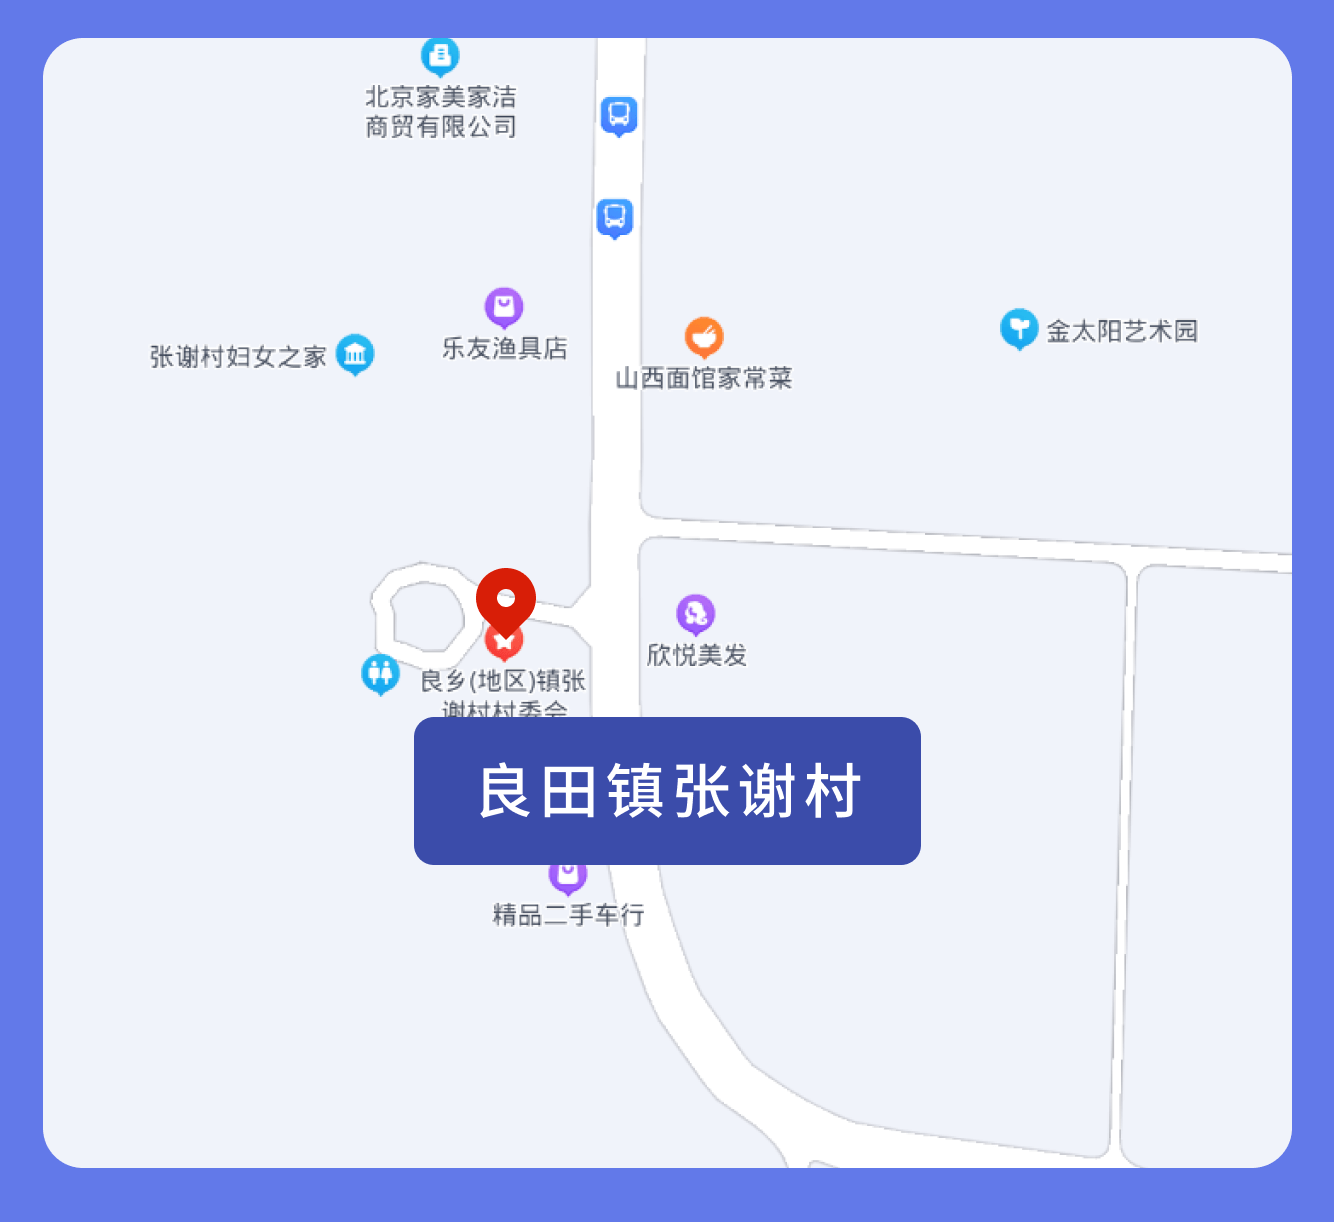 北京家美家洁
商贸有限公司
乐友渔具店
张谢村妇女之家
山西面馆家常菜
金太阳艺术园
欣悦美发
良乡(地区)镇张
谢村村委会
良田镇张谢村
精品二手车行